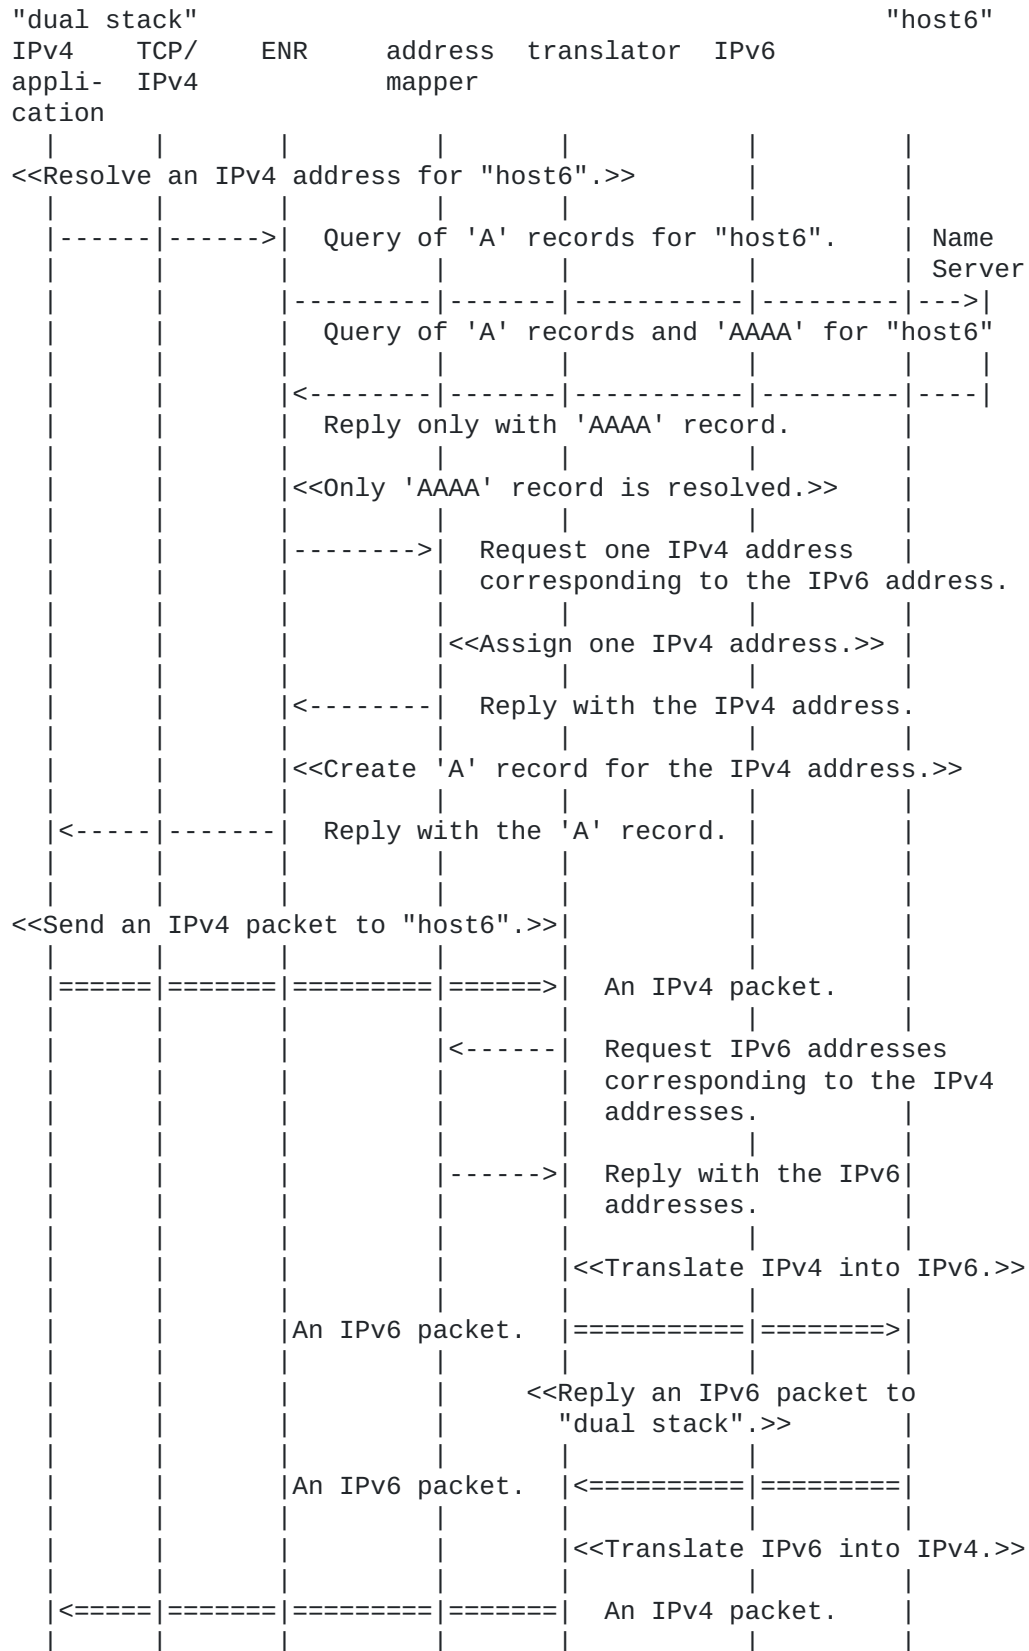 "dual stack" "host6"
IPv4 TCP/ ENR address translator IPv6
appli- IPv4 mapper
cation
<<Resolve an IPv4 address for "host6".>>
Query of 'A' records for "host6". Name
Server
Query of 'A' records and 'AAAA' for "host6"
Reply only with 'AAAA' record.
<<Only 'AAAA' record is resolved.>>
Request one IPv4 address
corresponding to the IPv6 address.
<<Assign one IPv4 address.>>
Reply with the IPv4 address.
<<Create 'A' record for the IPv4 address.>>
Reply with the 'A' record.
<<Send an IPv4 packet to "host6".>>
An IPv4 packet.
Request IPv6 addresses
corresponding to the IPv4
addresses.
Reply with the IPv6
addresses.
<<Translate IPv4 into IPv6.>>
An IPv6 packet.
<<Reply an IPv6 packet to
"dual stack".>>
An IPv6 packet.
<<Translate IPv6 into IPv4.>>
An IPv4 packet.